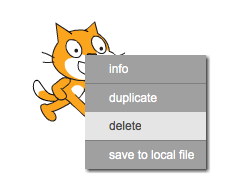 info
duplicate
delete
save to local file